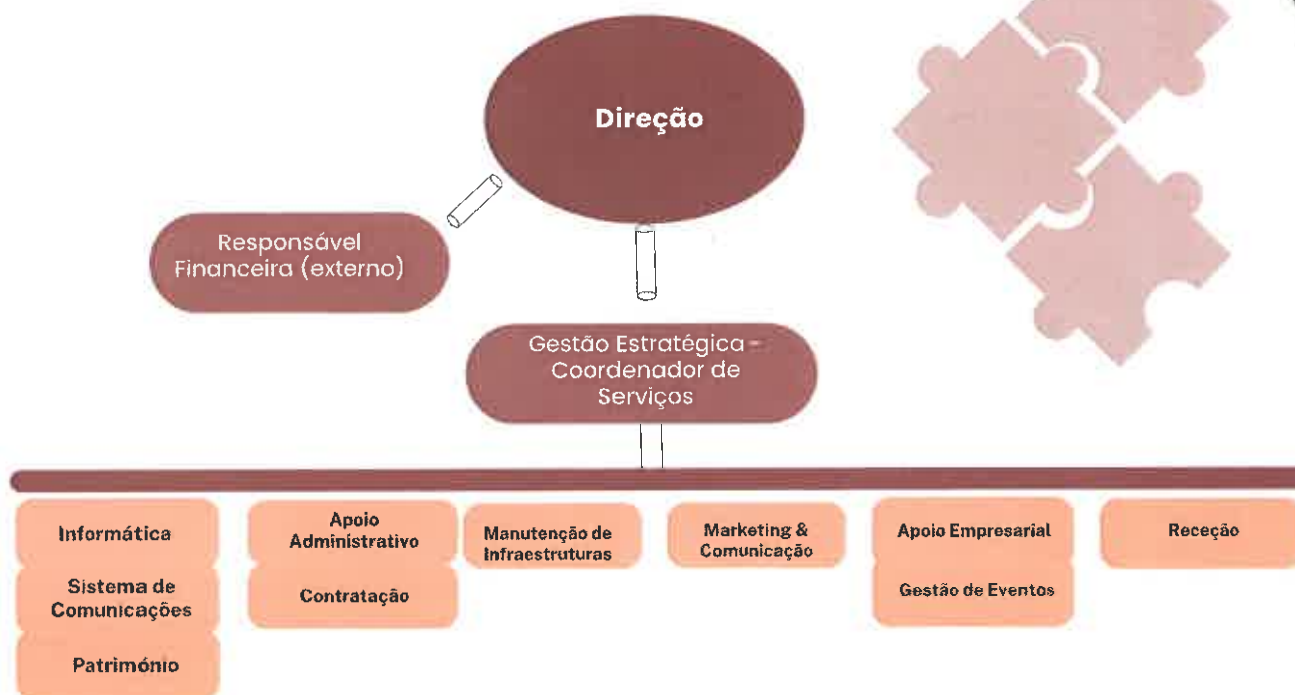 Direção
Responsável
Financeira (externo)
Gestão Estratégica -
Coordenador de
Serviços
Informática
Sistema de
Comunicações
Património
Apoio
Administrativo
Contratação
Manutenção de
Infraestruturas
Marketing &
Comunicação
Apoio Empresarial
Gestão de Eventos
Receção